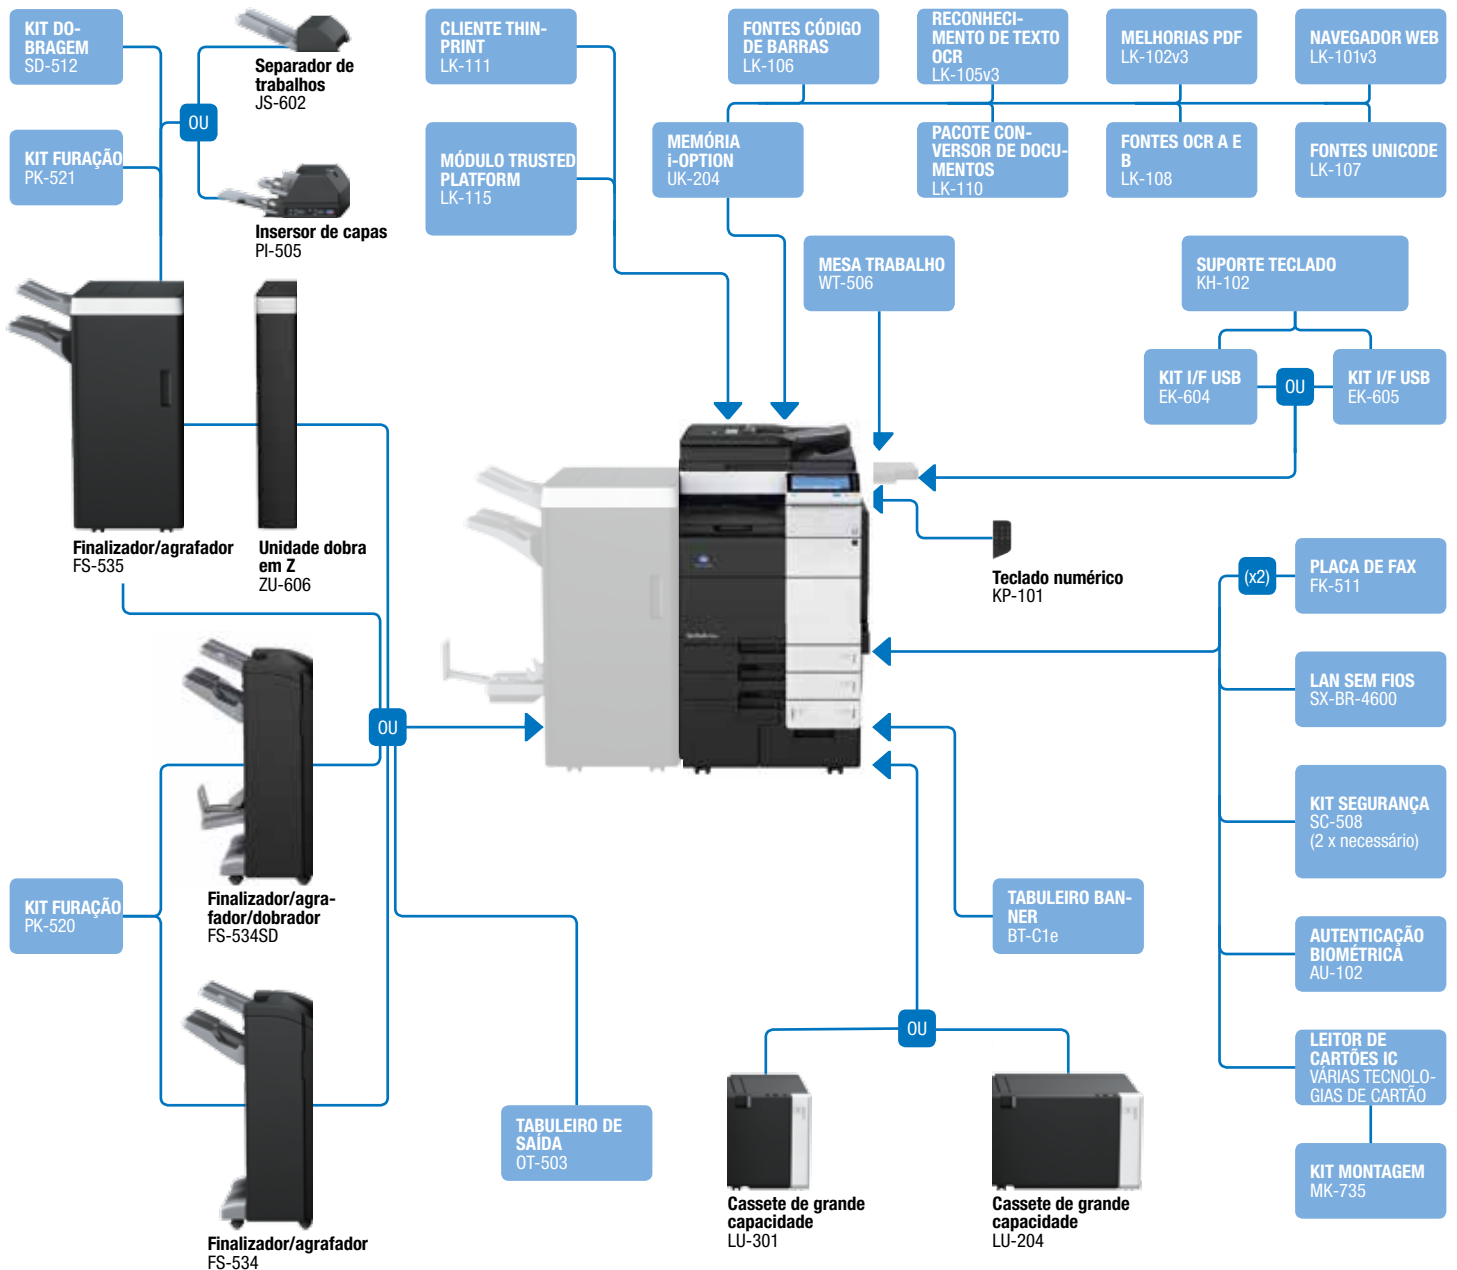 KIT DO-
BRAGEM
SD-512
Separador de
trabalhos
JS-602
OU
KIT FURAÇÃO
PK-521
Insersor de capas
PI-505
CLIENTE THIN-
PRINT
LK-111
MÓDULO TRUSTED
PLATFORM
LK-115
FONTES CÓDIGO
DE BARRAS
LK-106
RECONHECI-
MENTO DE TEXTO
OCR
LK-105v3
MELHORIAS PDF
LK-102v3
NAVEGADOR WEB
LK-101v3
MEMÓRIA
i-OPTION
UK-204
PACOTE CON-
VERSOR DE DOCU-
MENTOS
LK-110
FONTES OCR A E
B
LK-108
FONTES UNICODE
LK-107
MESA TRABALHO
WT-506
SUPORTE TECLADO
KH-102
KIT I/F USB
EK-604
OU
KIT I/F USB
EK-605
Finalizador/agrafador
FS-535
Unidade dobra
em Z
ZU-606
Teclado numérico
KP-101
(x2)
PLACA DE FAX
FK-511
LAN SEM FIOS
SX-BR-4600
OU
KIT SEGURANÇA
SC-508
(2 x necessário)
KIT FURAÇÃO
PK-520
Finalizador/agra-
fador/dobrador
FS-534SD
TABULEIRO BAN-
NER
BT-C1e
AUTENTICAÇÃO
BIOMÉTRICA
AU-102
OU
LEITOR DE
CARTÕES IC
VÁRIAS TECNOLO-
GIAS DE CARTÃO
TABULEIRO DE
SAÍDA
OT-503
KIT MONTAGEM
MK-735
Cassete de grande
capacidade
LU-301
Cassete de grande
capacidade
LU-204
Finalizador/agrafador
FS-534